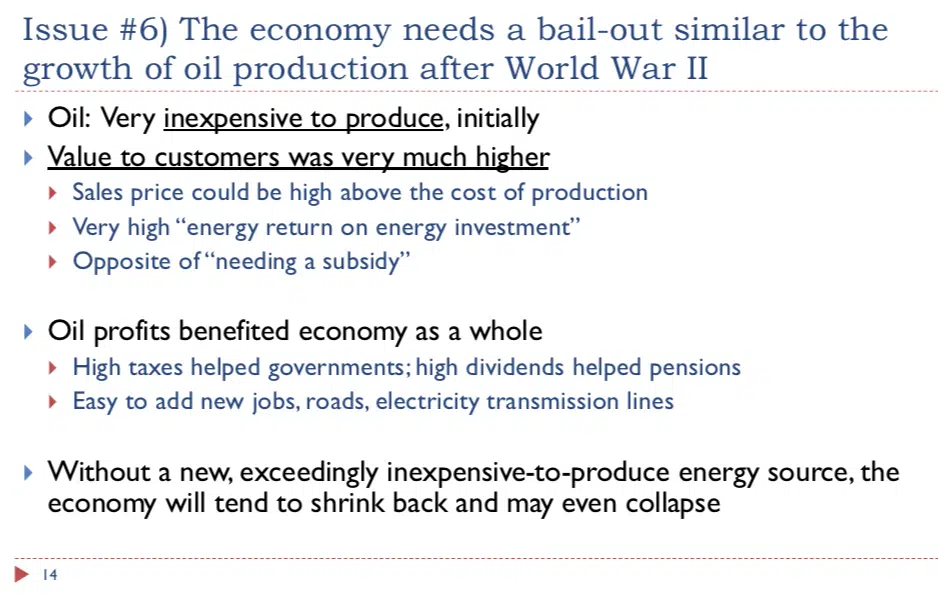 Issue #6) The economy needs a bail-out similar to the
growth of oil production after World War II
Oil: Very inexpensive to produce, initially
Value to customers was very much higher
Sales price could be high above the cost of production
Very high “energy return on energy investment”
Opposite of “needing a subsidy”
Oil profits benefited economy as a whole
High taxes helped governments; high dividends helped pensions
Easy to add new jobs, roads, electricity transmission lines
Without a new, exceedingly inexpensive-to-produce energy source, the
economy will tend to shrink back and may even collapse
14